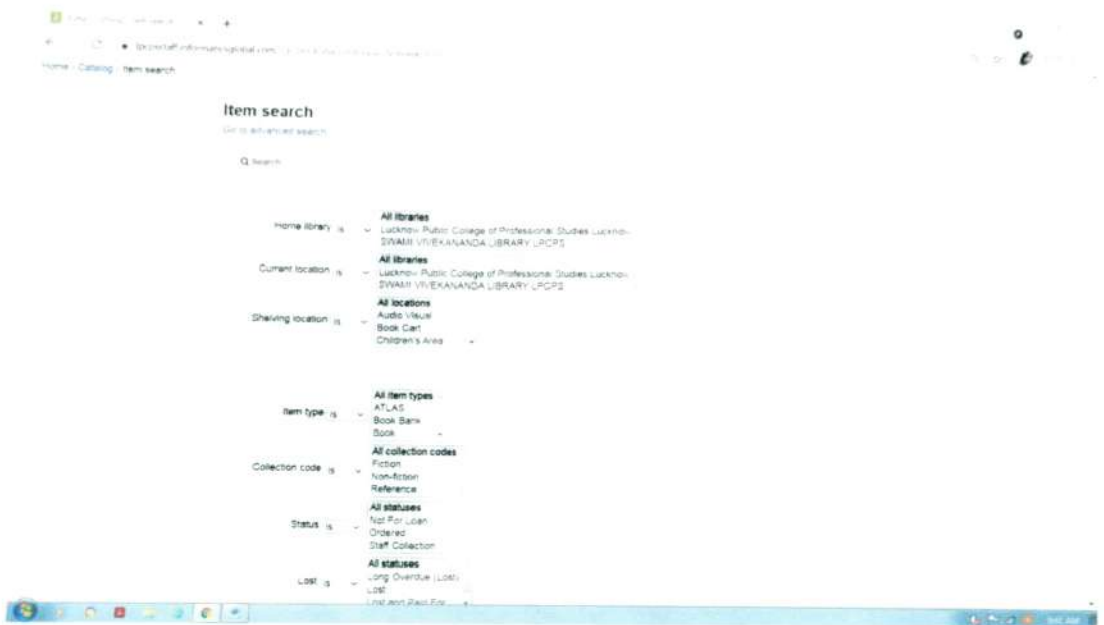 Home Catalog Item search
Item search
Go to advanced search
Search
Home library is
All libraries
Lucknow Public College of Professional Studies Lucknow
SWAMI VIVEKANANDA LIBRARY LPCPS
Current location is
All libraries
Lucknow Public College of Professional Studies Lucknow
SWAMI VIVEKANANDA LIBRARY LPCPS
Shelving location is
All locations
Audio Visual
Book Cart
Children's Area
Item type is
All item types
ATLAS
Book Bank
Book
Collection code is
All collection codes
Fiction
Non-fiction
Reference
Status is
All statuses
Not For Loan
Ordered
Staff Collection
Lost is
All statuses
Long Overdue (Lost)
Lost
Lost and Paid For